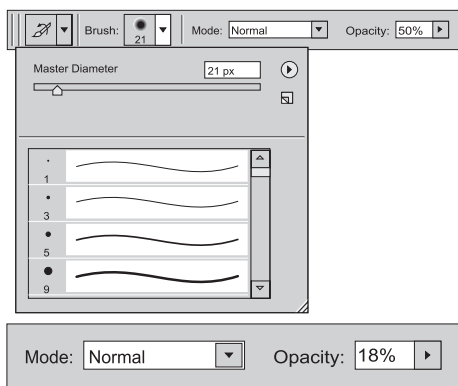 Brush: 21 Mode: Normal Opacity: 50%
Master Diameter 21 px
1
3
5
9
Mode: Normal Opacity: 18%